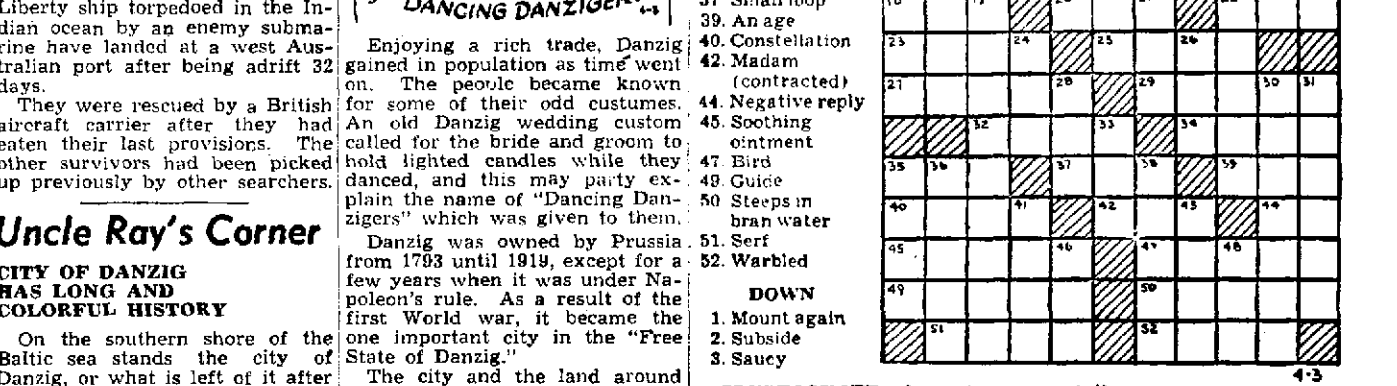 Liberty ship torpedoed in the In-
dian ocean by an enemy subma-
rine have landed at a west Aus-
tralian port after being adrift 32
days.
They were rescued by a British
aircraft carrier after they had
eaten their last provisions. The
other survivors had been picked
up previously by other searchers.
Uncle Ray's Corner
CITY OF DANZIG
HAS LONG AND
COLORFUL HISTORY
On the southern shore of the
Baltic sea stands the city of
Danzig, or what is left of it after
DANCING DANZIGERS
4-3
Enjoying a rich trade, Danzig
gained in population as time went
on. The people became known
for some of their odd custumes.
An old Danzig wedding custom
called for the bride and groom to
hold lighted candles while they
danced, and this may party ex-
plain the name of "Dancing Dan-
zigers" which was given to them.
Danzig was owned by Prussia
from 1793 until 1919, except for a
few years when it was under Na-
poleon's rule. As a result of the
first World war, it became the
one important city in the "Free
State of Danzig."
The city and the land around
37. Small loop
39. An age
40. Constellation
42. Madam
(contracted)
44. Negative reply
45. Soothing
ointment
47. Bird
49. Guide
50 Steeps in
bran water
51. Serf
52. Warbled
DOWN
1. Mount again
2. Subside
3. Saucy
23 24 25 26
27 28 29 30 31
32 33 34
35 36 37 38 39
40 41 42 43 44
45 46 47 48
49 50
51 52
4-3